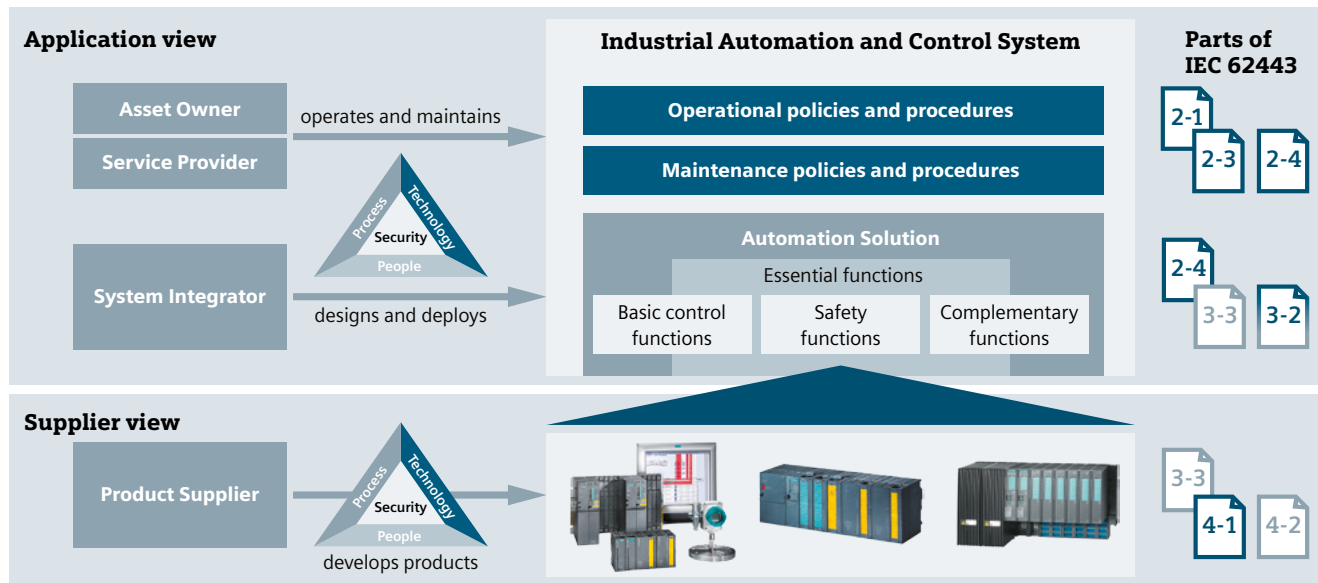 Application view
Industrial Automation and Control System
Parts of
IEC 62443
Asset Owner
operates and maintains
Operational policies and procedures
2-1
Service Provider
2-3
2-4
Maintenance policies and procedures
Process
Technology
Security
People
Automation Solution
Essential functions
System Integrator
designs and deploys
Basic control
functions
Safety
functions
Complementary
functions
2-4
3-3
3-2
Supplier view
Product Supplier
Process
Technology
Security
People
develops products
3-3
4-1
4-2